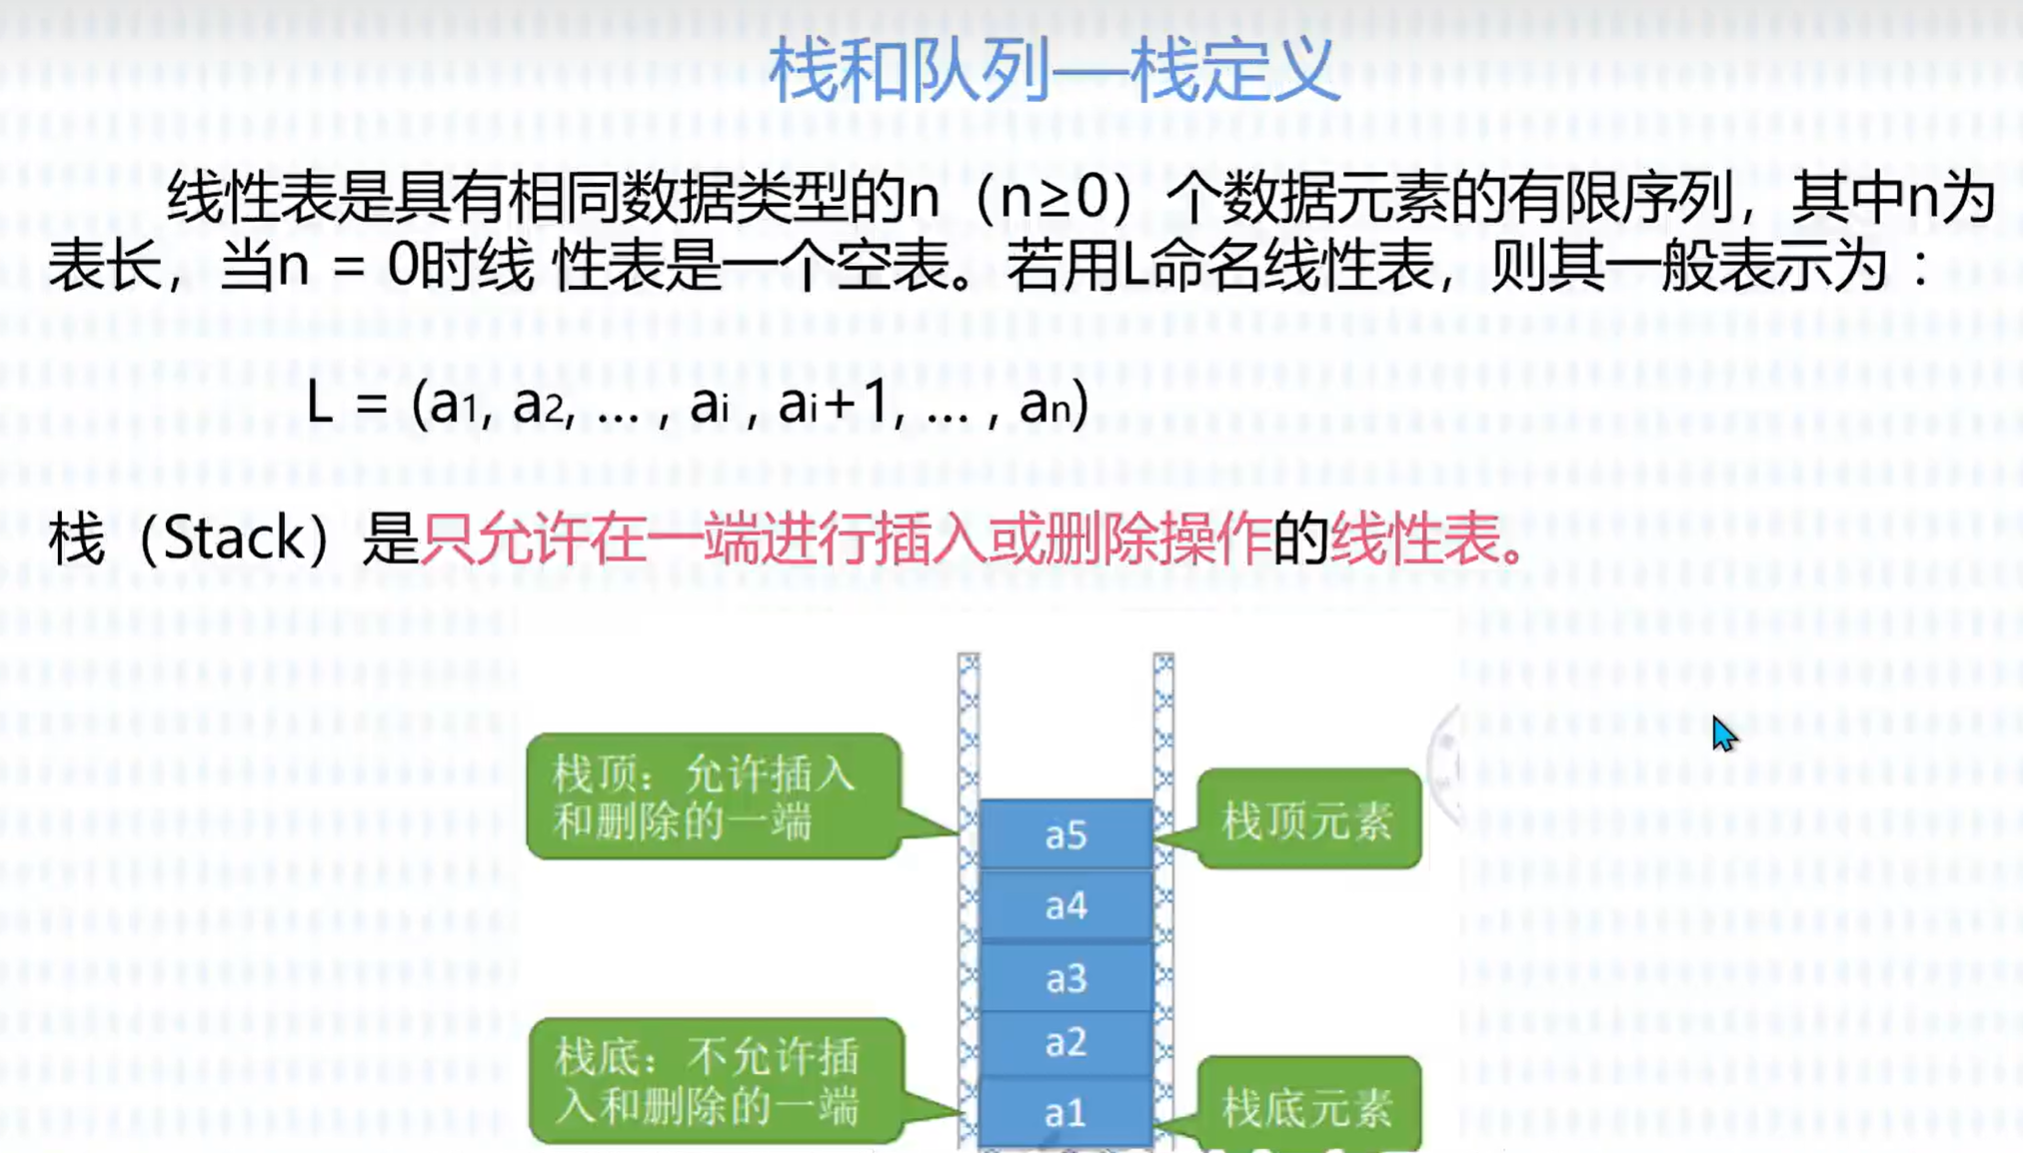 栈和队列—栈定义
线性表是具有相同数据类型的n（n≥0）个数据元素的有限序列，其中n为
表长，当n = 0时线 性表是一个空表。若用L命名线性表，则其一般表示为：
L = (a1, a2, … , ai , ai+1, … , an)
栈（Stack）是只允许在一端进行插入或删除操作的线性表。
栈顶：允许插入
和删除的一端
a5
栈顶元素
a4
a3
a2
栈底：不允许插
入和删除的一端
a1
栈底元素